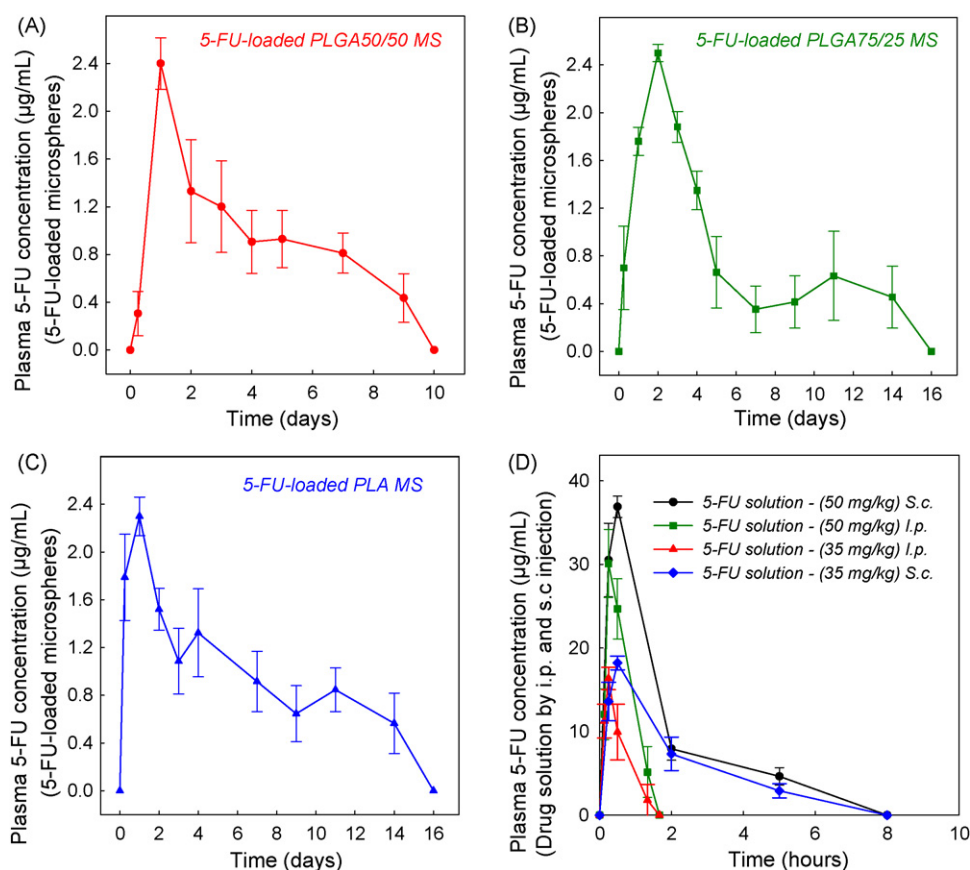 (A)
5-FU-loaded PLGA50/50 MS
Plasma 5-FU concentration (µg/mL)
(5-FU-loaded microspheres)
2.4
2.0
1.6
1.2
0.8
0.4
0.0
0 2 4 6 8 10
Time (days)
(B)
5-FU-loaded PLGA75/25 MS
Plasma 5-FU concentration (µg/mL)
(5-FU-loaded microspheres)
2.4
2.0
1.6
1.2
0.8
0.4
0.0
0 2 4 6 8 10 12 14 16
Time (days)
(C)
5-FU-loaded PLA MS
Plasma 5-FU concentration (µg/mL)
(5-FU-loaded microspheres)
2.4
2.0
1.6
1.2
0.8
0.4
0.0
0 2 4 6 8 10 12 14 16
Time (days)
(D)
5-FU solution - (50 mg/kg) S.c.
5-FU solution - (50 mg/kg) I.p.
5-FU solution - (35 mg/kg) I.p.
5-FU solution - (35 mg/kg) S.c.
Plasma 5-FU concentration (µg/mL)
(Drug solution by i.p. and s.c injection)
40
30
20
10
0
0 2 4 6 8 10
Time (hours)